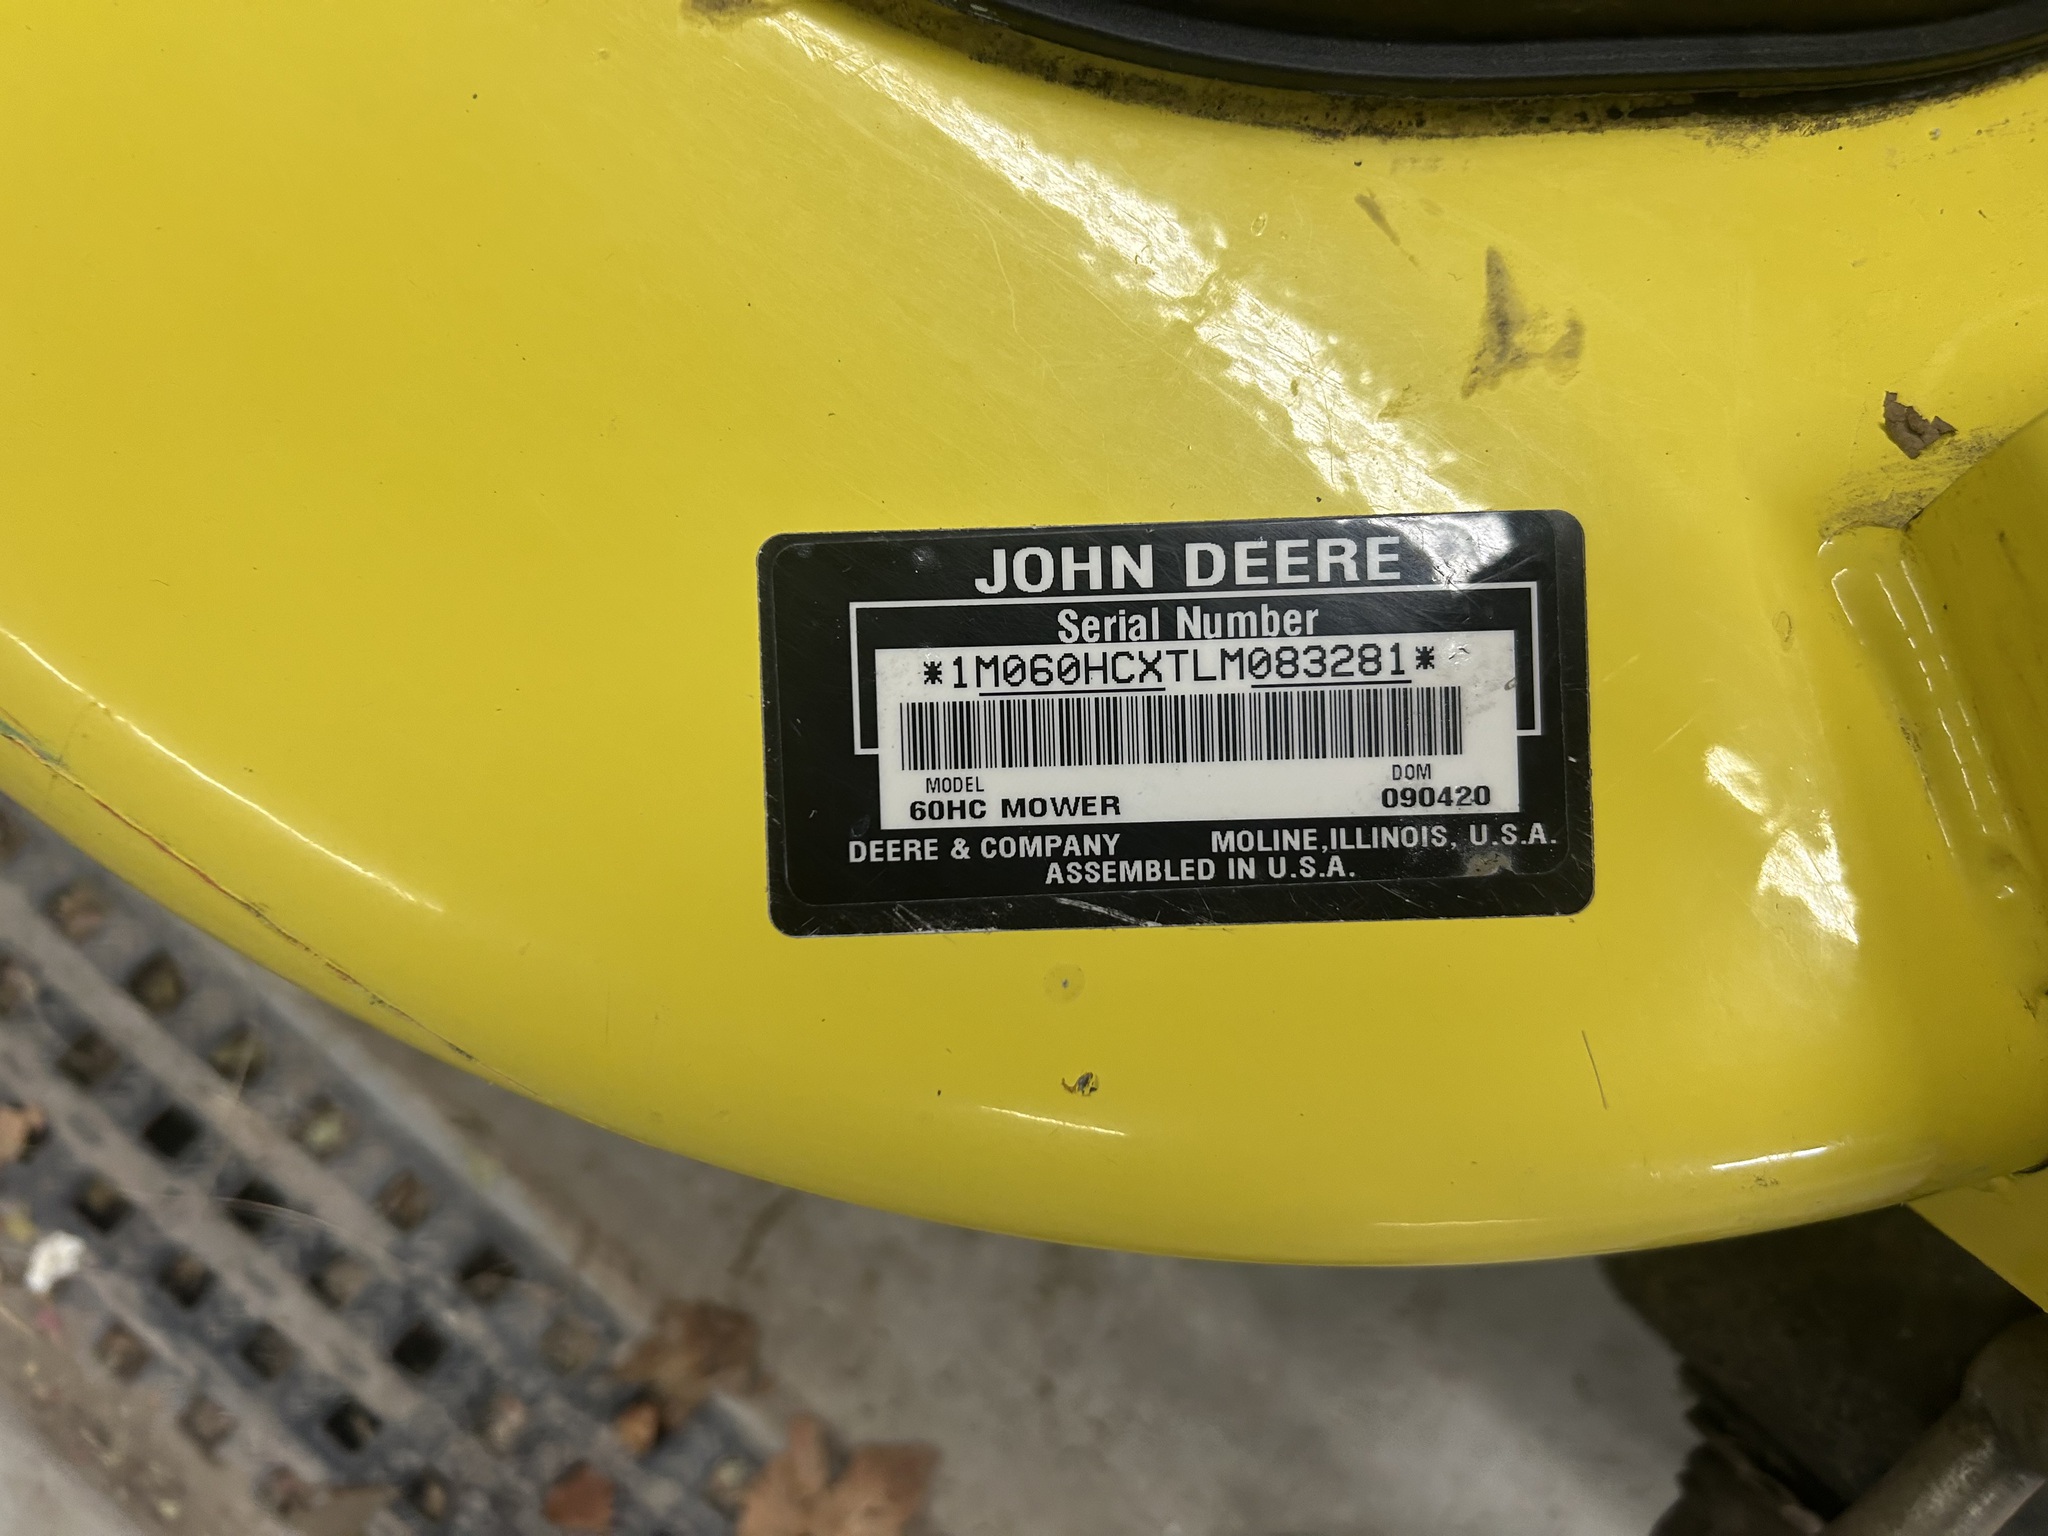 JOHN DEERE
Serial Number
*1M060HCXTLM083281*
MODEL DOM
60HC MOWER 090420
DEERE & COMPANY MOLINE, ILLINOIS, U.S.A.
ASSEMBLED IN U.S.A.